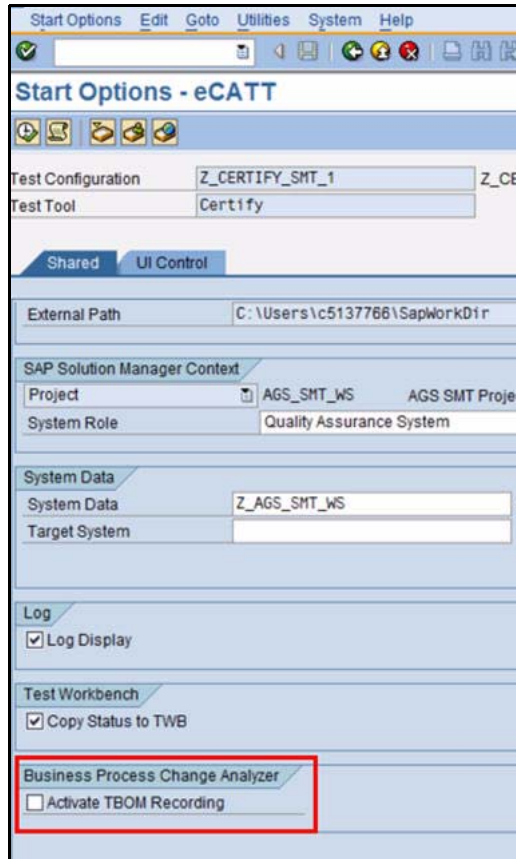 Start Options Edit Goto Utilities System Help
Start Options - eCATT
Test Configuration Z_CERTIFY_SMT_1 Z_CE
Test Tool Certify
Shared UI Control
External Path C:\Users\c5137766\SapWorkDir
SAP Solution Manager Context
Project AGS_SMT_WS AGS SMT Proje
System Role Quality Assurance System
System Data
System Data Z_AGS_SMT_WS
Target System
Log
Log Display
Test Workbench
Copy Status to TWB
Business Process Change Analyzer
Activate TBOM Recording